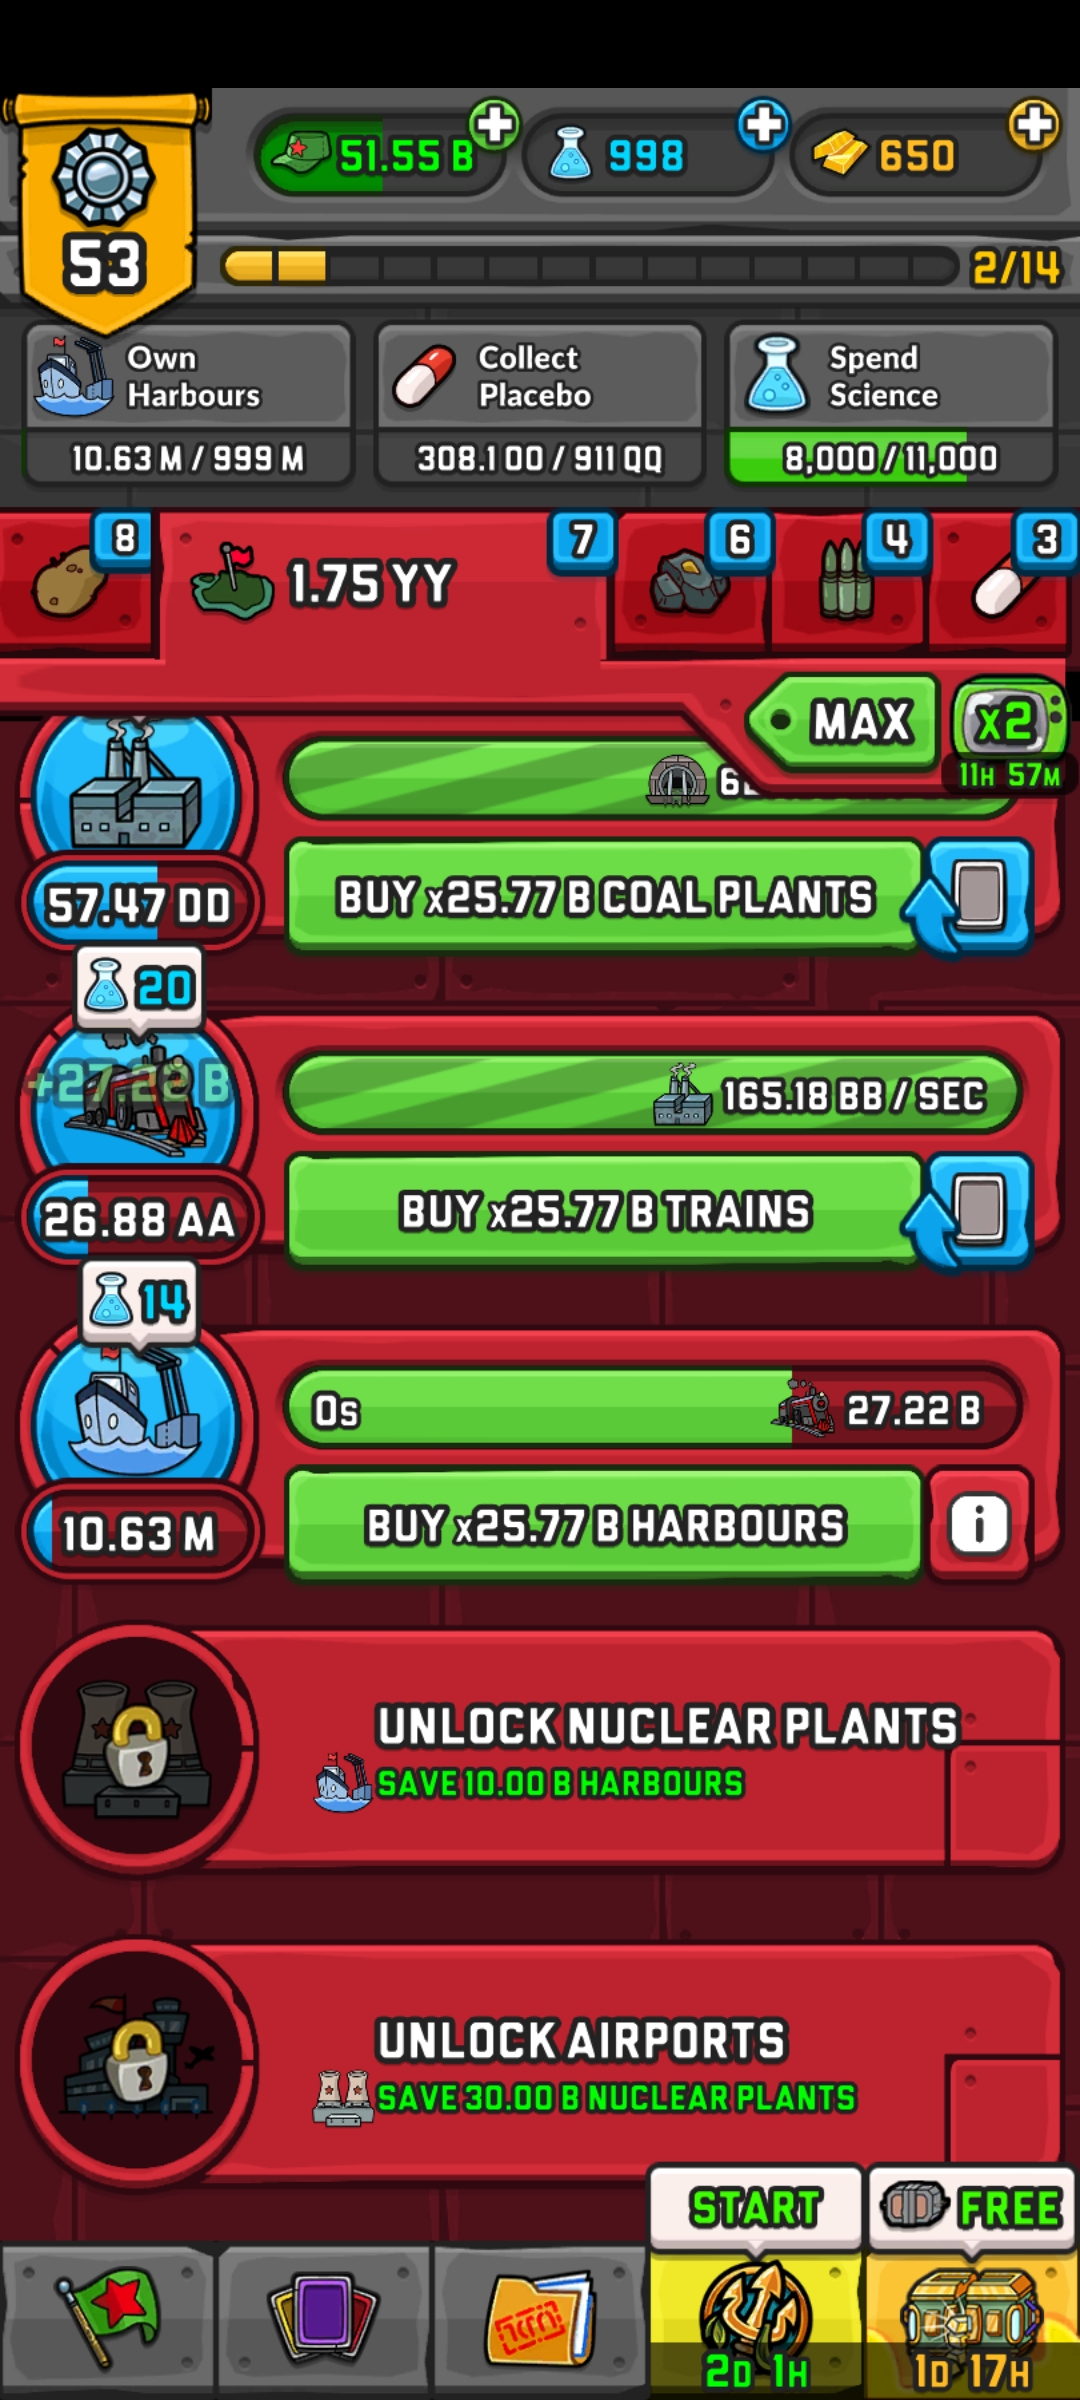 51.55 B
998
650
53
2/14
Own
Harbours
10.63 M / 999 M
Collect
Placebo
308.1 OO / 911 QQ
Spend
Science
8,000 / 11,000
8
1.75 YY
7
6
4
3
MAX
x2
11H 57M
BUY x25.77 B COAL PLANTS
57.47 DD
20
+27.22 B
165.18 BB / SEC
BUY x25.77 B TRAINS
26.88 AA
14
0s
27.22 B
BUY x25.77 B HARBOURS
i
10.63 M
UNLOCK NUCLEAR PLANTS
SAVE 10.00 B HARBOURS
UNLOCK AIRPORTS
SAVE 30.00 B NUCLEAR PLANTS
START
FREE
2D 1H
1D 17H